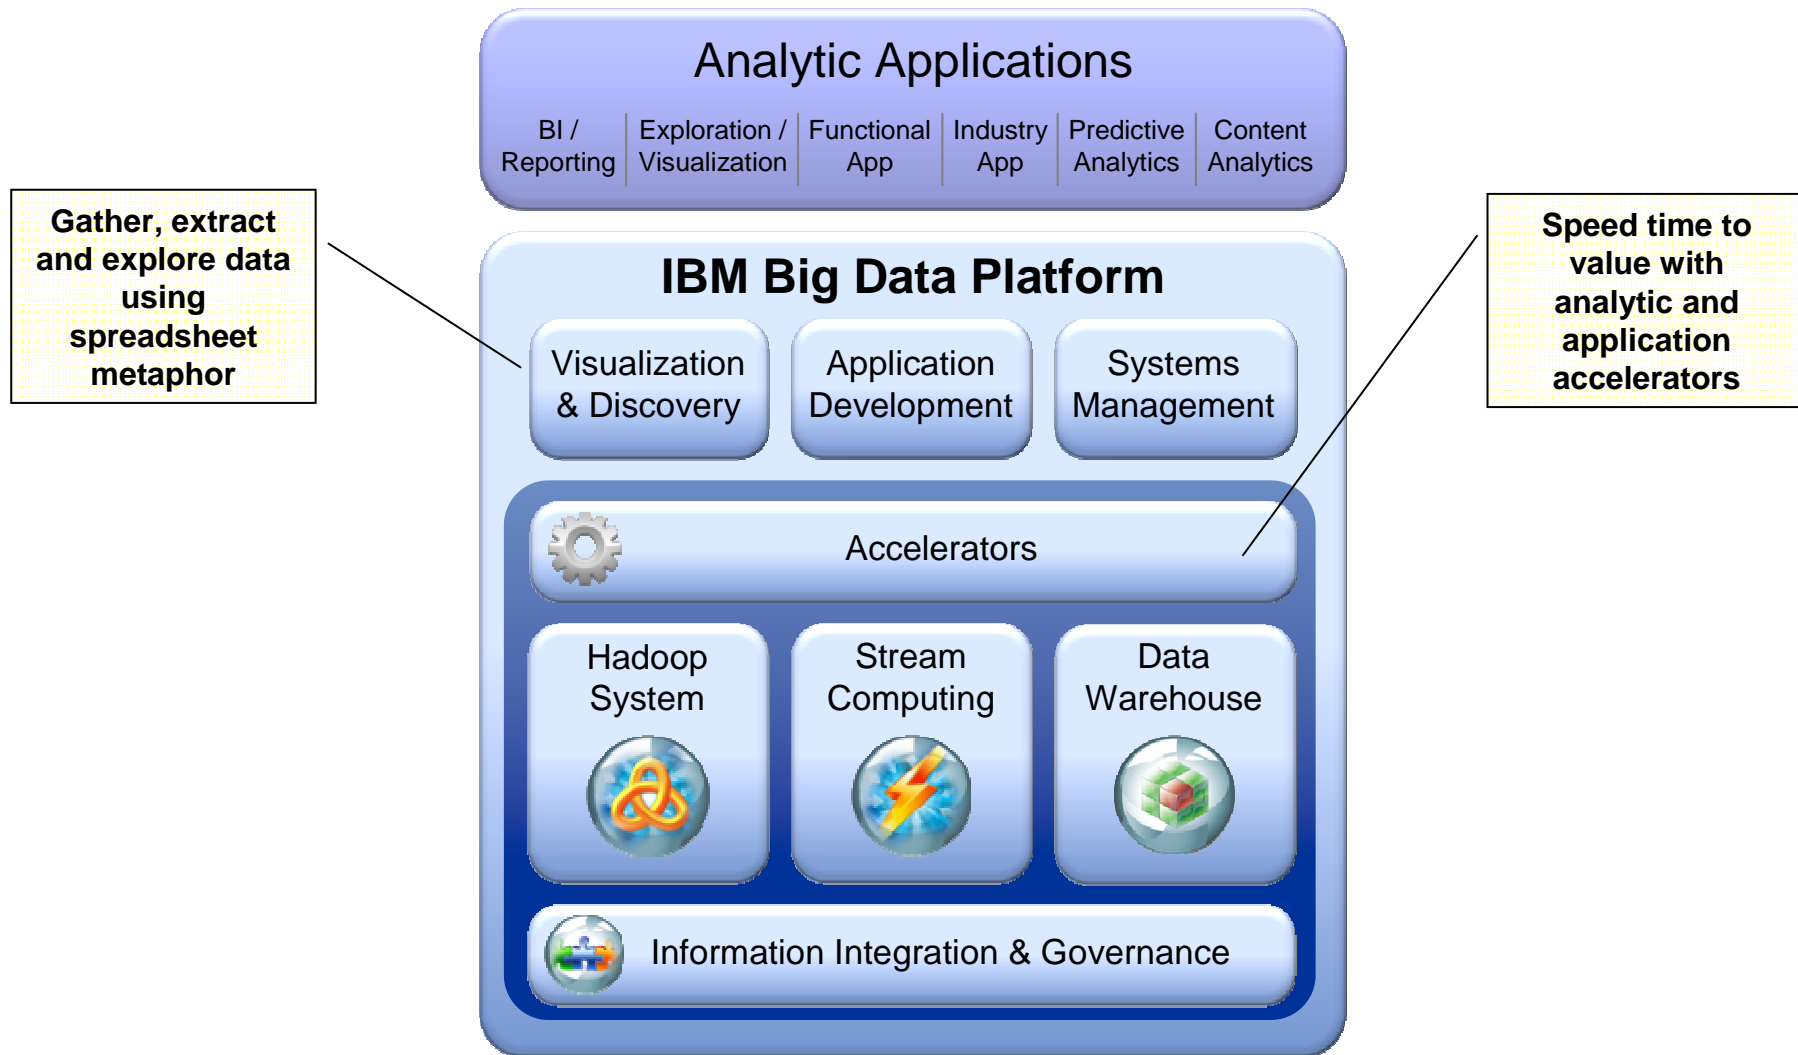 Analytic Applications
BI /
Reporting
Exploration /
Visualization
Functional
App
Industry
App
Predictive
Analytics
Content
Analytics
Gather, extract
and explore data
using
spreadsheet
metaphor
Speed time to
value with
analytic and
application
accelerators
IBM Big Data Platform
Visualization
& Discovery
Application
Development
Systems
Management
Accelerators
Hadoop
System
Stream
Computing
Data
Warehouse
Information Integration & Governance